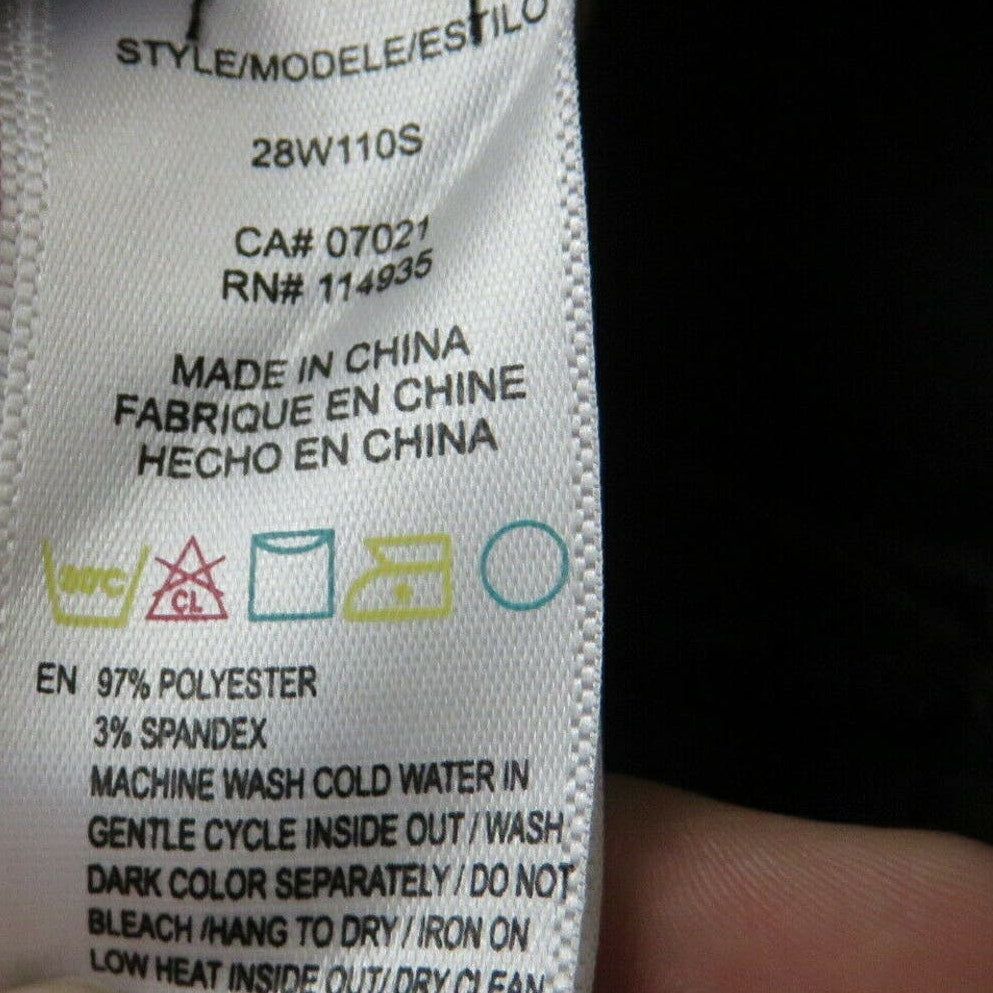 STYLE/MODELE/ESTILO
28W110S
CA# 07021
RN# 114935
MADE IN CHINA
FABRIQUE EN CHINE
HECHO EN CHINA
30°C CL
EN 97% POLYESTER
3% SPANDEX
MACHINE WASH COLD WATER IN
GENTLE CYCLE INSIDE OUT / WASH
DARK COLOR SEPARATELY / DO NOT
BLEACH /HANG TO DRY / IRON ON
LOW HEAT INSIDE OUT/ DRY CLEAN